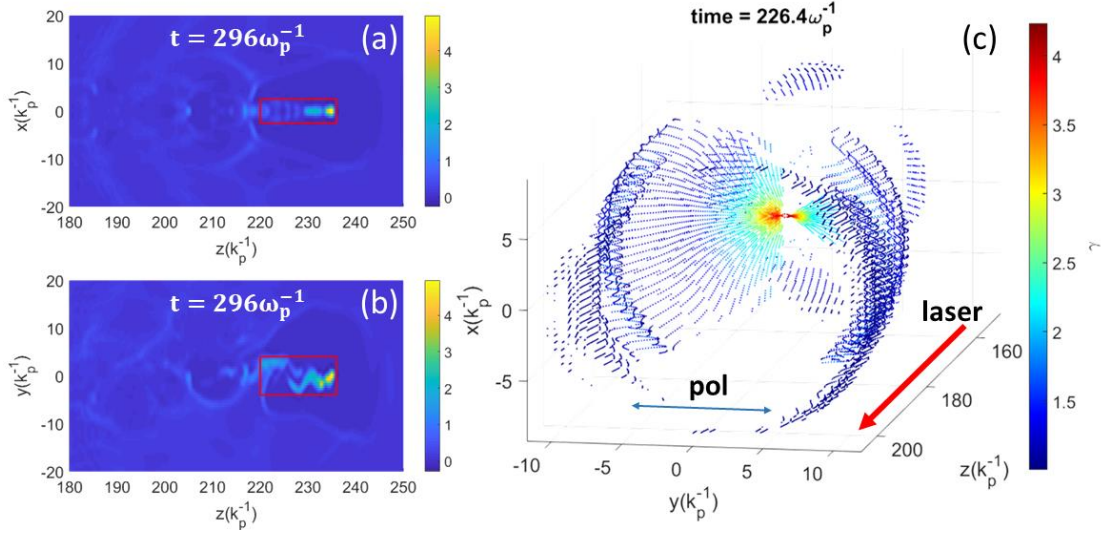 t = 296ω_p^-1
(a)
x(k_p^-1)
20
10
0
-10
-20
180 190 200 210 220 230 240 250
z(k_p^-1)
4
3
2
1
0
t = 296ω_p^-1
(b)
y(k_p^-1)
20
10
0
-10
-20
180 190 200 210 220 230 240 250
z(k_p^-1)
4
3
2
1
0
time = 226.4ω_p^-1
(c)
x(k_p^-1)
5
0
-5
pol
-10 -5 0 5 10
y(k_p^-1)
laser
160
180
200
z(k_p^-1)
4
3.5
3
2.5
2
1.5
γ